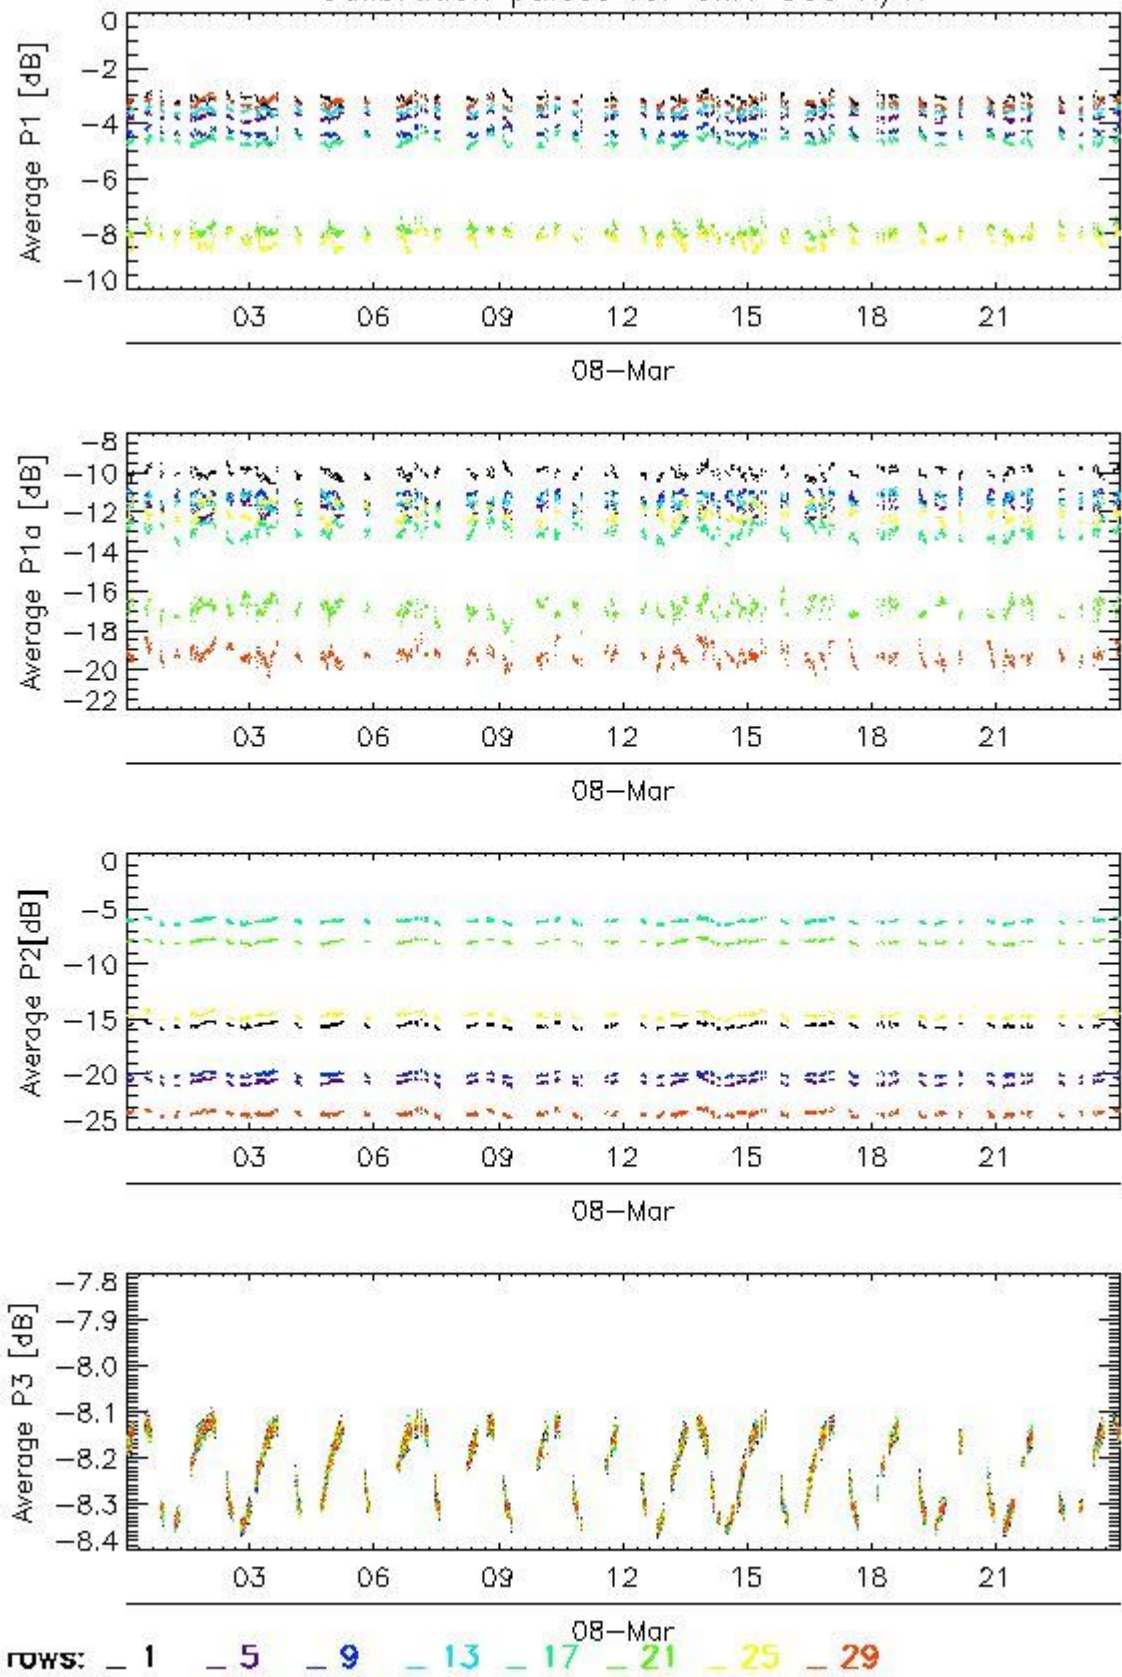 0
−2
−4
−6
−8
−10
Average P1 [dB]
03 06 09 12 15 18 21
08−Mar
−8
−10
−12
−14
−16
−18
−20
−22
Average P1a [dB]
03 06 09 12 15 18 21
08−Mar
0
−5
−10
−15
−20
−25
Average P2[dB]
03 06 09 12 15 18 21
08−Mar
−7.8
−7.9
−8.0
−8.1
−8.2
−8.3
−8.4
Average P3 [dB]
03 06 09 12 15 18 21
08−Mar
rows: _ 1 _ 5 _ 9 _ 13 _ 17 _ 21 _ 25 _ 29